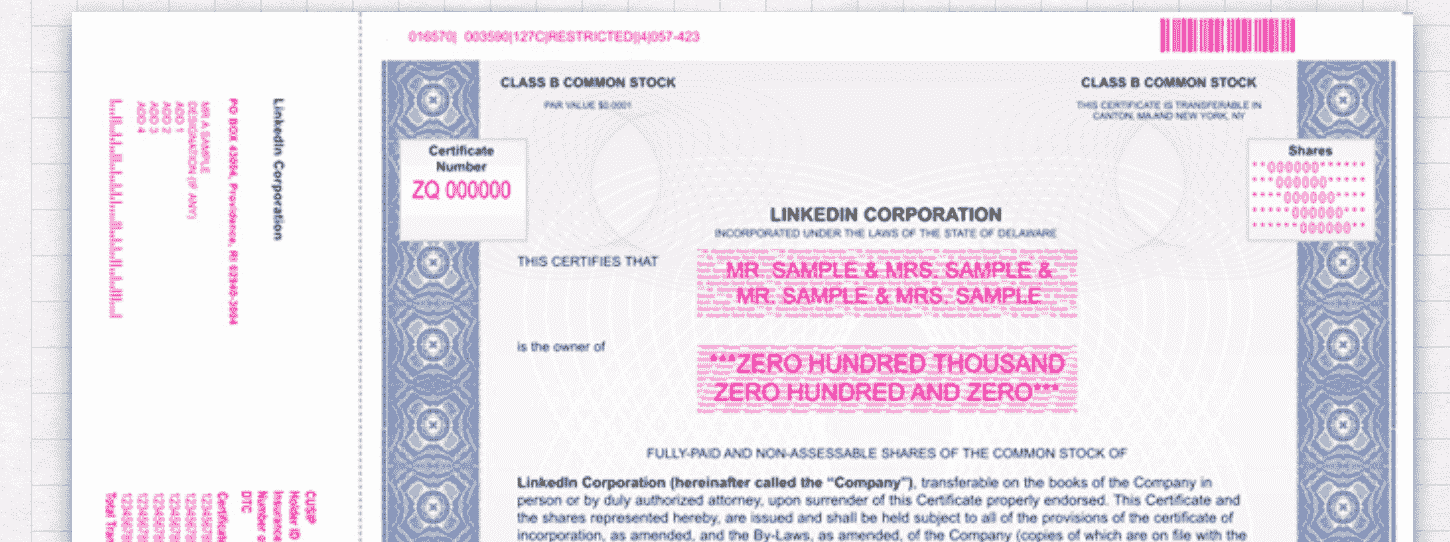 016570| 003590|127C|RESTRICTED||4|057-423
LinkedIn Corporation
PO BOX 43004, Providence, RI 02940-3004
MR A SAMPLE
DESIGNATION (IF ANY)
ADD 1
ADD 2
ADD 3
ADD 4
CLASS B COMMON STOCK
PAR VALUE $0.0001
CLASS B COMMON STOCK
THIS CERTIFICATE IS TRANSFERABLE IN
CANTON, MA AND NEW YORK, NY
Certificate
Number
ZQ 000000
Shares
**000000******
***000000*****
****000000****
*****000000***
******000000**
LINKEDIN CORPORATION
INCORPORATED UNDER THE LAWS OF THE STATE OF DELAWARE
THIS CERTIFIES THAT
MR. SAMPLE & MRS. SAMPLE &
MR. SAMPLE & MRS. SAMPLE
is the owner of
***ZERO HUNDRED THOUSAND
ZERO HUNDRED AND ZERO***
FULLY-PAID AND NON-ASSESSABLE SHARES OF THE COMMON STOCK OF
LinkedIn Corporation (hereinafter called the “Company”), transferable on the books of the Company in
person or by duly authorized attorney, upon surrender of this Certificate properly endorsed. This Certificate and
the shares represented hereby, are issued and shall be held subject to all of the provisions of the certificate of
incorporation, as amended, and the By-Laws, as amended, of the Company (copies of which are on file with the
CUSIP
Holder ID
Insurance
Number o
DTC
Certificate
12345678
12345678
12345678
12345678
12345678
12345678
Total Tran